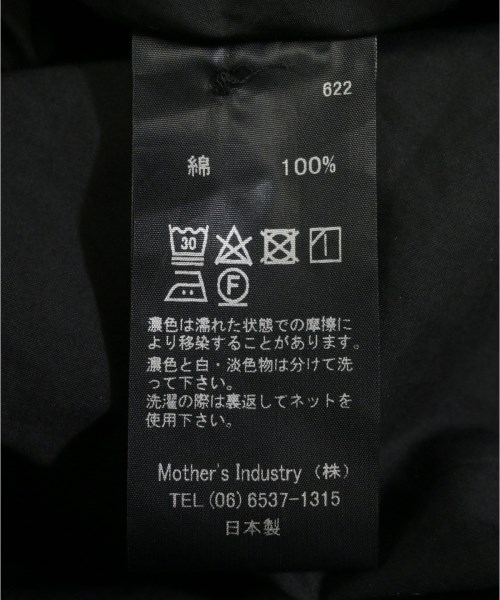 622
綿 100%
30
F
濃色は濡れた状態での摩擦に
より移染することがあります。
濃色と白・淡色物は分けて洗
って下さい。
洗濯の際は裏返してネットを
使用下さい。
Mother's Industry（株）
TEL (06) 6537-1315
日本製